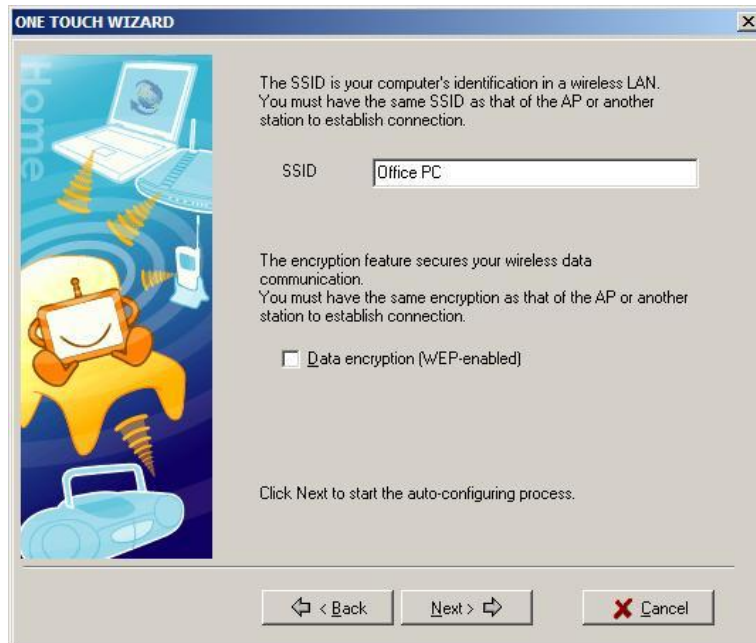 ONE TOUCH WIZARD
Home
The SSID is your computer's identification in a wireless LAN.
You must have the same SSID as that of the AP or another
station to establish connection.
SSID
Office PC
The encryption feature secures your wireless data
communication.
You must have the same encryption as that of the AP or another
station to establish connection.
Data encryption (WEP-enabled)
Click Next to start the auto-configuring process.
< Back
Next >
Cancel